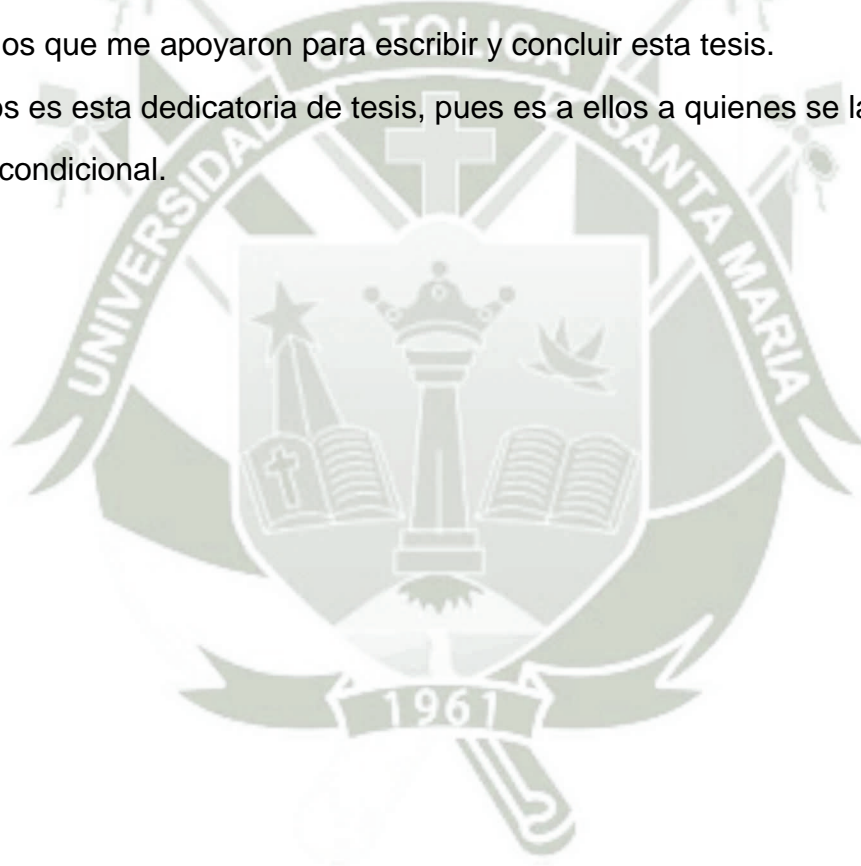 os que me apoyaron para escribir y concluir esta tesis.
os es esta dedicatoria de tesis, pues es a ellos a quienes se la
condicional.
UNIVERSIDAD CATOLICA SANTA MARIA
1961